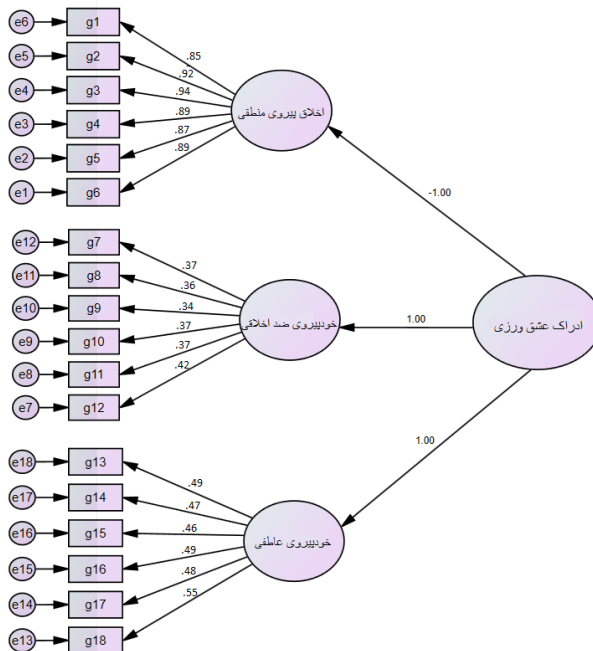 e6 g1
e5 g2
e4 g3
e3 g4
e2 g5
e1 g6
.85
.92
.94
.89
.87
.89
اخلاق پیروی منطقی
-1.00
e12 g7
e11 g8
e10 g9
e9 g10
e8 g11
e7 g12
.37
.36
.34
.37
.37
.42
خودپیروی ضد اخلاقی
1.00
ادراک عشق ورزی
e18 g13
e17 g14
e16 g15
e15 g16
e14 g17
e13 g18
.49
.47
.46
.49
.48
.55
خودپیروی عاطفی
1.00